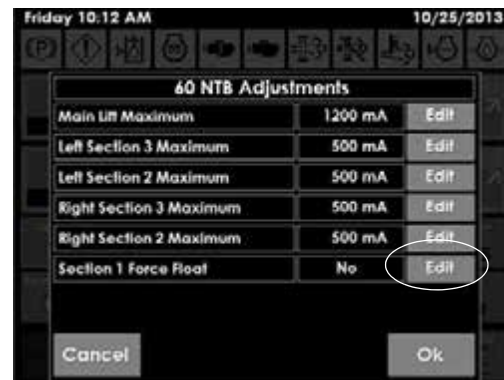 Friday 10:12 AM 10/25/2013
(P)
60 NTB Adjustments
Main Lift Maximum 1200 mA Edit
Left Section 3 Maximum 500 mA Edit
Left Section 2 Maximum 500 mA Edit
Right Section 3 Maximum 500 mA Edit
Right Section 2 Maximum 500 mA Edit
Section 1 Force Float No Edit
Cancel Ok